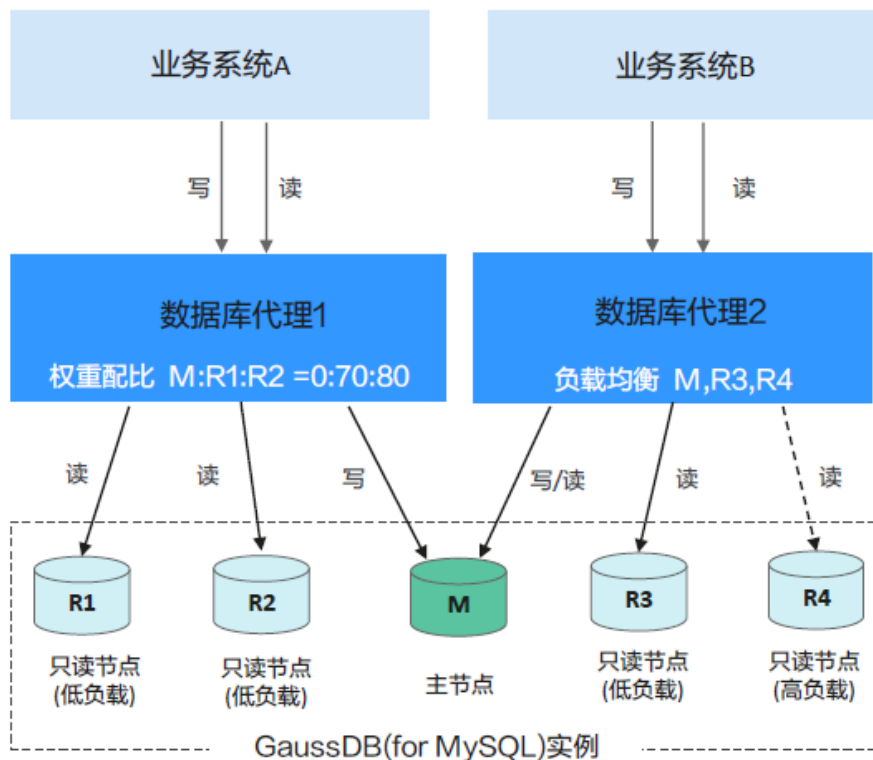 业务系统A
业务系统B
写
读
写
读
数据库代理1
权重配比 M:R1:R2 =0:70:80
数据库代理2
负载均衡 M,R3,R4
读
读
写
写/读
读
读
R1
R2
M
R3
R4
只读节点
(低负载)
只读节点
(低负载)
主节点
只读节点
(低负载)
只读节点
(高负载)
GaussDB(for MySQL)实例